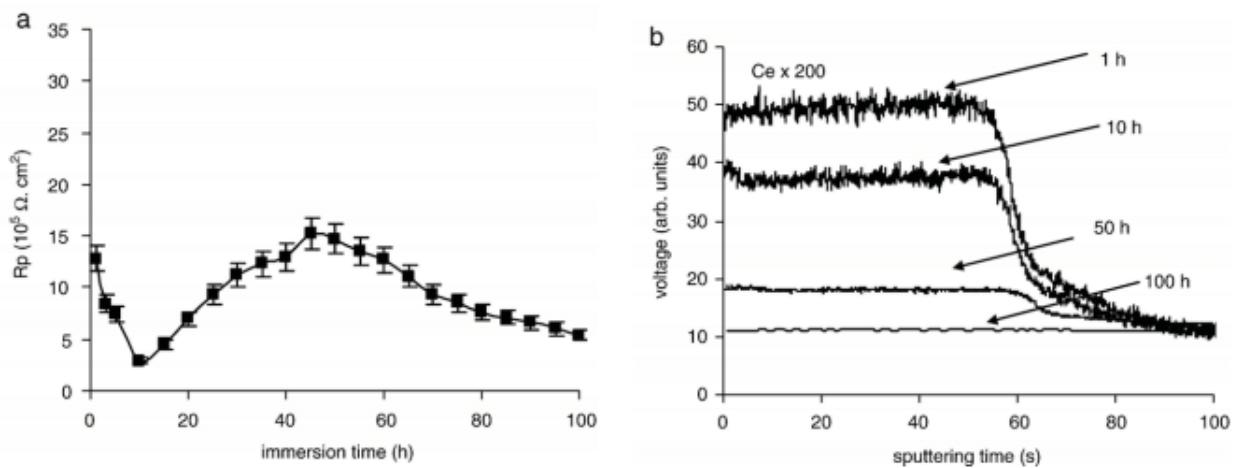 a
35
30
25
20
15
10
5
0
Rp (10⁵ Ω. cm²)
0 20 40 60 80 100
immersion time (h)
b
60
50
40
30
20
10
0
voltage (arb. units)
Ce x 200
1 h
10 h
50 h
100 h
0 20 40 60 80 100
sputtering time (s)